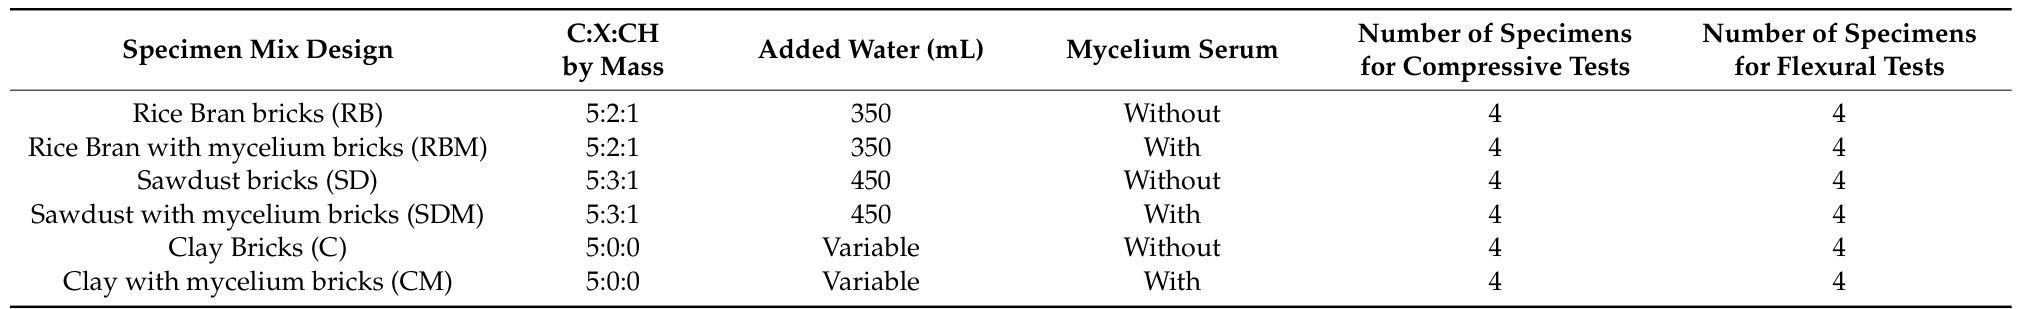 Specimen Mix Design C:X:CH by Mass Added Water (mL) Mycelium Serum Number of Specimens for Compressive Tests Number of Specimens for Flexural Tests
Rice Bran bricks (RB) 5:2:1 350 Without 4 4
Rice Bran with mycelium bricks (RBM) 5:2:1 350 With 4 4
Sawdust bricks (SD) 5:3:1 450 Without 4 4
Sawdust with mycelium bricks (SDM) 5:3:1 450 With 4 4
Clay Bricks (C) 5:0:0 Variable Without 4 4
Clay with mycelium bricks (CM) 5:0:0 Variable With 4 4